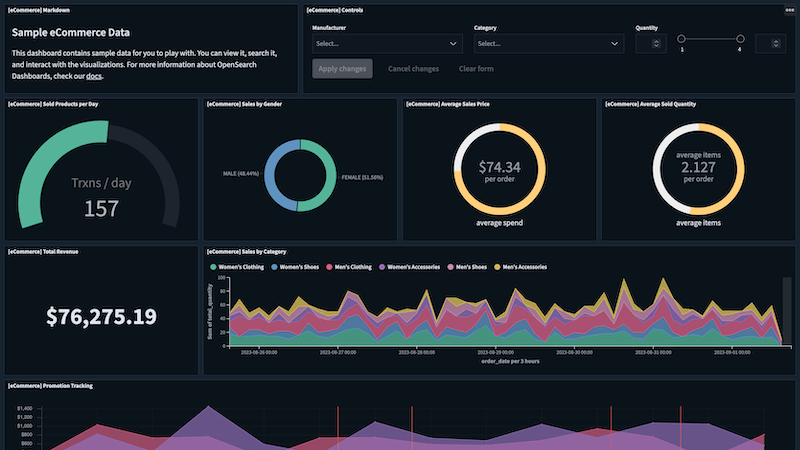 [eCommerce] Markdown
Sample eCommerce Data
This dashboard contains sample data for you to play with. You can view it, search it,
and interact with the visualizations. For more information about OpenSearch
Dashboards, check our docs.
[eCommerce] Controls
Manufacturer
Category
Quantity
Select...
Select...
1
4
Apply changes
Cancel changes
Clear form
[eCommerce] Sold Products per Day
Trxns / day
157
[eCommerce] Sales by Gender
MALE (48.44%)
FEMALE (51.56%)
[eCommerce] Average Sales Price
$74.34
per order
average spend
[eCommerce] Average Sold Quantity
average items
2.127
per order
average items
[eCommerce] Total Revenue
$76,275.19
[eCommerce] Sales by Category
Women's Clothing
Women's Shoes
Men's Clothing
Women's Accessories
Men's Shoes
Men's Accessories
Sum of total_quantity
100
80
60
40
20
0
2023-08-26 00:00
2023-08-27 00:00
2023-08-28 00:00
2023-08-29 00:00
2023-08-30 00:00
2023-08-31 00:00
2023-09-01 00:00
order_date per 3 hours
[eCommerce] Promotion Tracking
$1,400
$1,200
$1,000
$800
$600